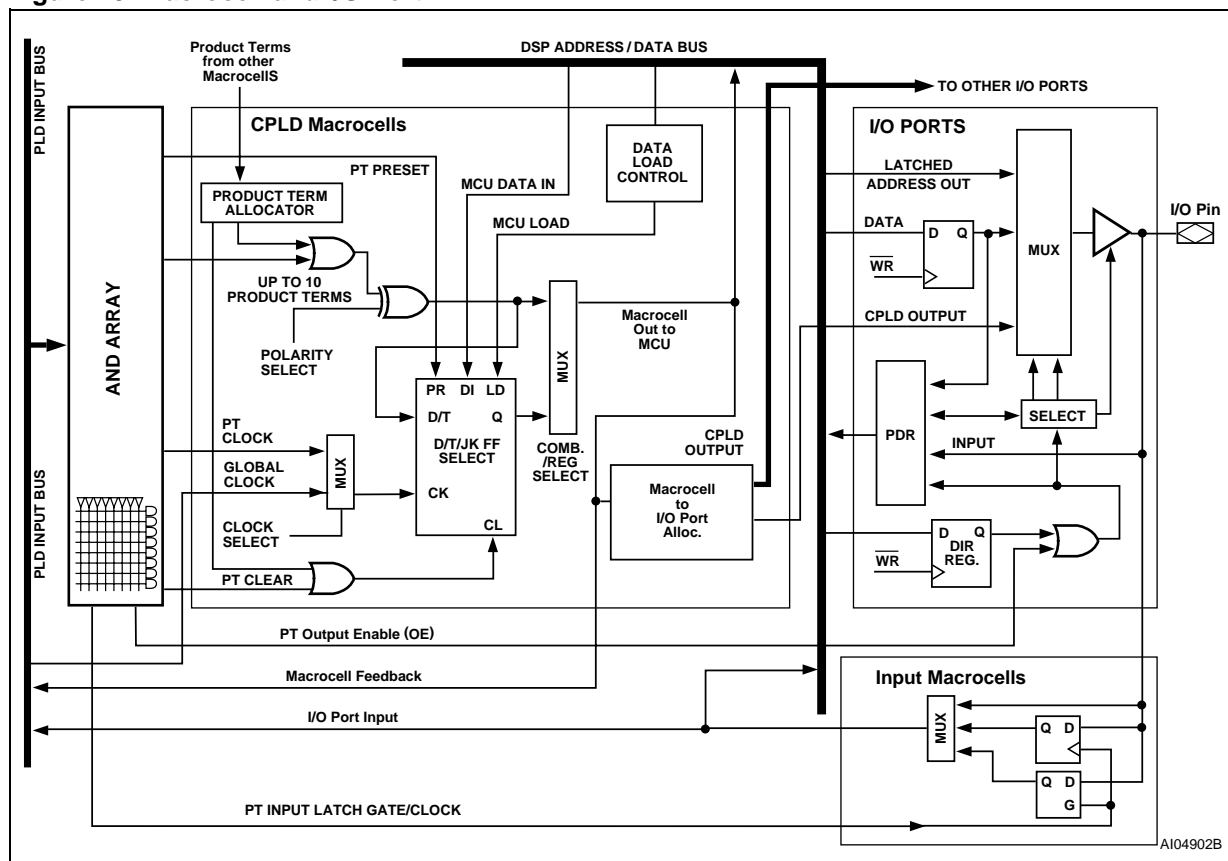 PLD INPUT BUS
Product Terms
from other
MacrocellS
DSP ADDRESS / DATA BUS
TO OTHER I/O PORTS
AND ARRAY
CPLD Macrocells
PT PRESET
MCU DATA IN
DATA
LOAD
CONTROL
MCU LOAD
PRODUCT TERM
ALLOCATOR
UP TO 10
PRODUCT TERMS
POLARITY
SELECT
PR DI LD
D/T Q
D/T/JK FF
SELECT
CK
CL
MUX
COMB.
/REG
SELECT
Macrocell
Out to
MCU
PT
CLOCK
GLOBAL
CLOCK
CLOCK
SELECT
MUX
PT CLEAR
CPLD
OUTPUT
Macrocell
to
I/O Port
Alloc.
I/O PORTS
LATCHED
ADDRESS OUT
DATA
D Q
WR
MUX
I/O Pin
CPLD OUTPUT
PDR
SELECT
INPUT
D Q
DIR
REG.
WR
PLD INPUT BUS
PT Output Enable (OE)
Macrocell Feedback
I/O Port Input
PT INPUT LATCH GATE/CLOCK
Input Macrocells
MUX
Q D
Q D
G
AI04902B